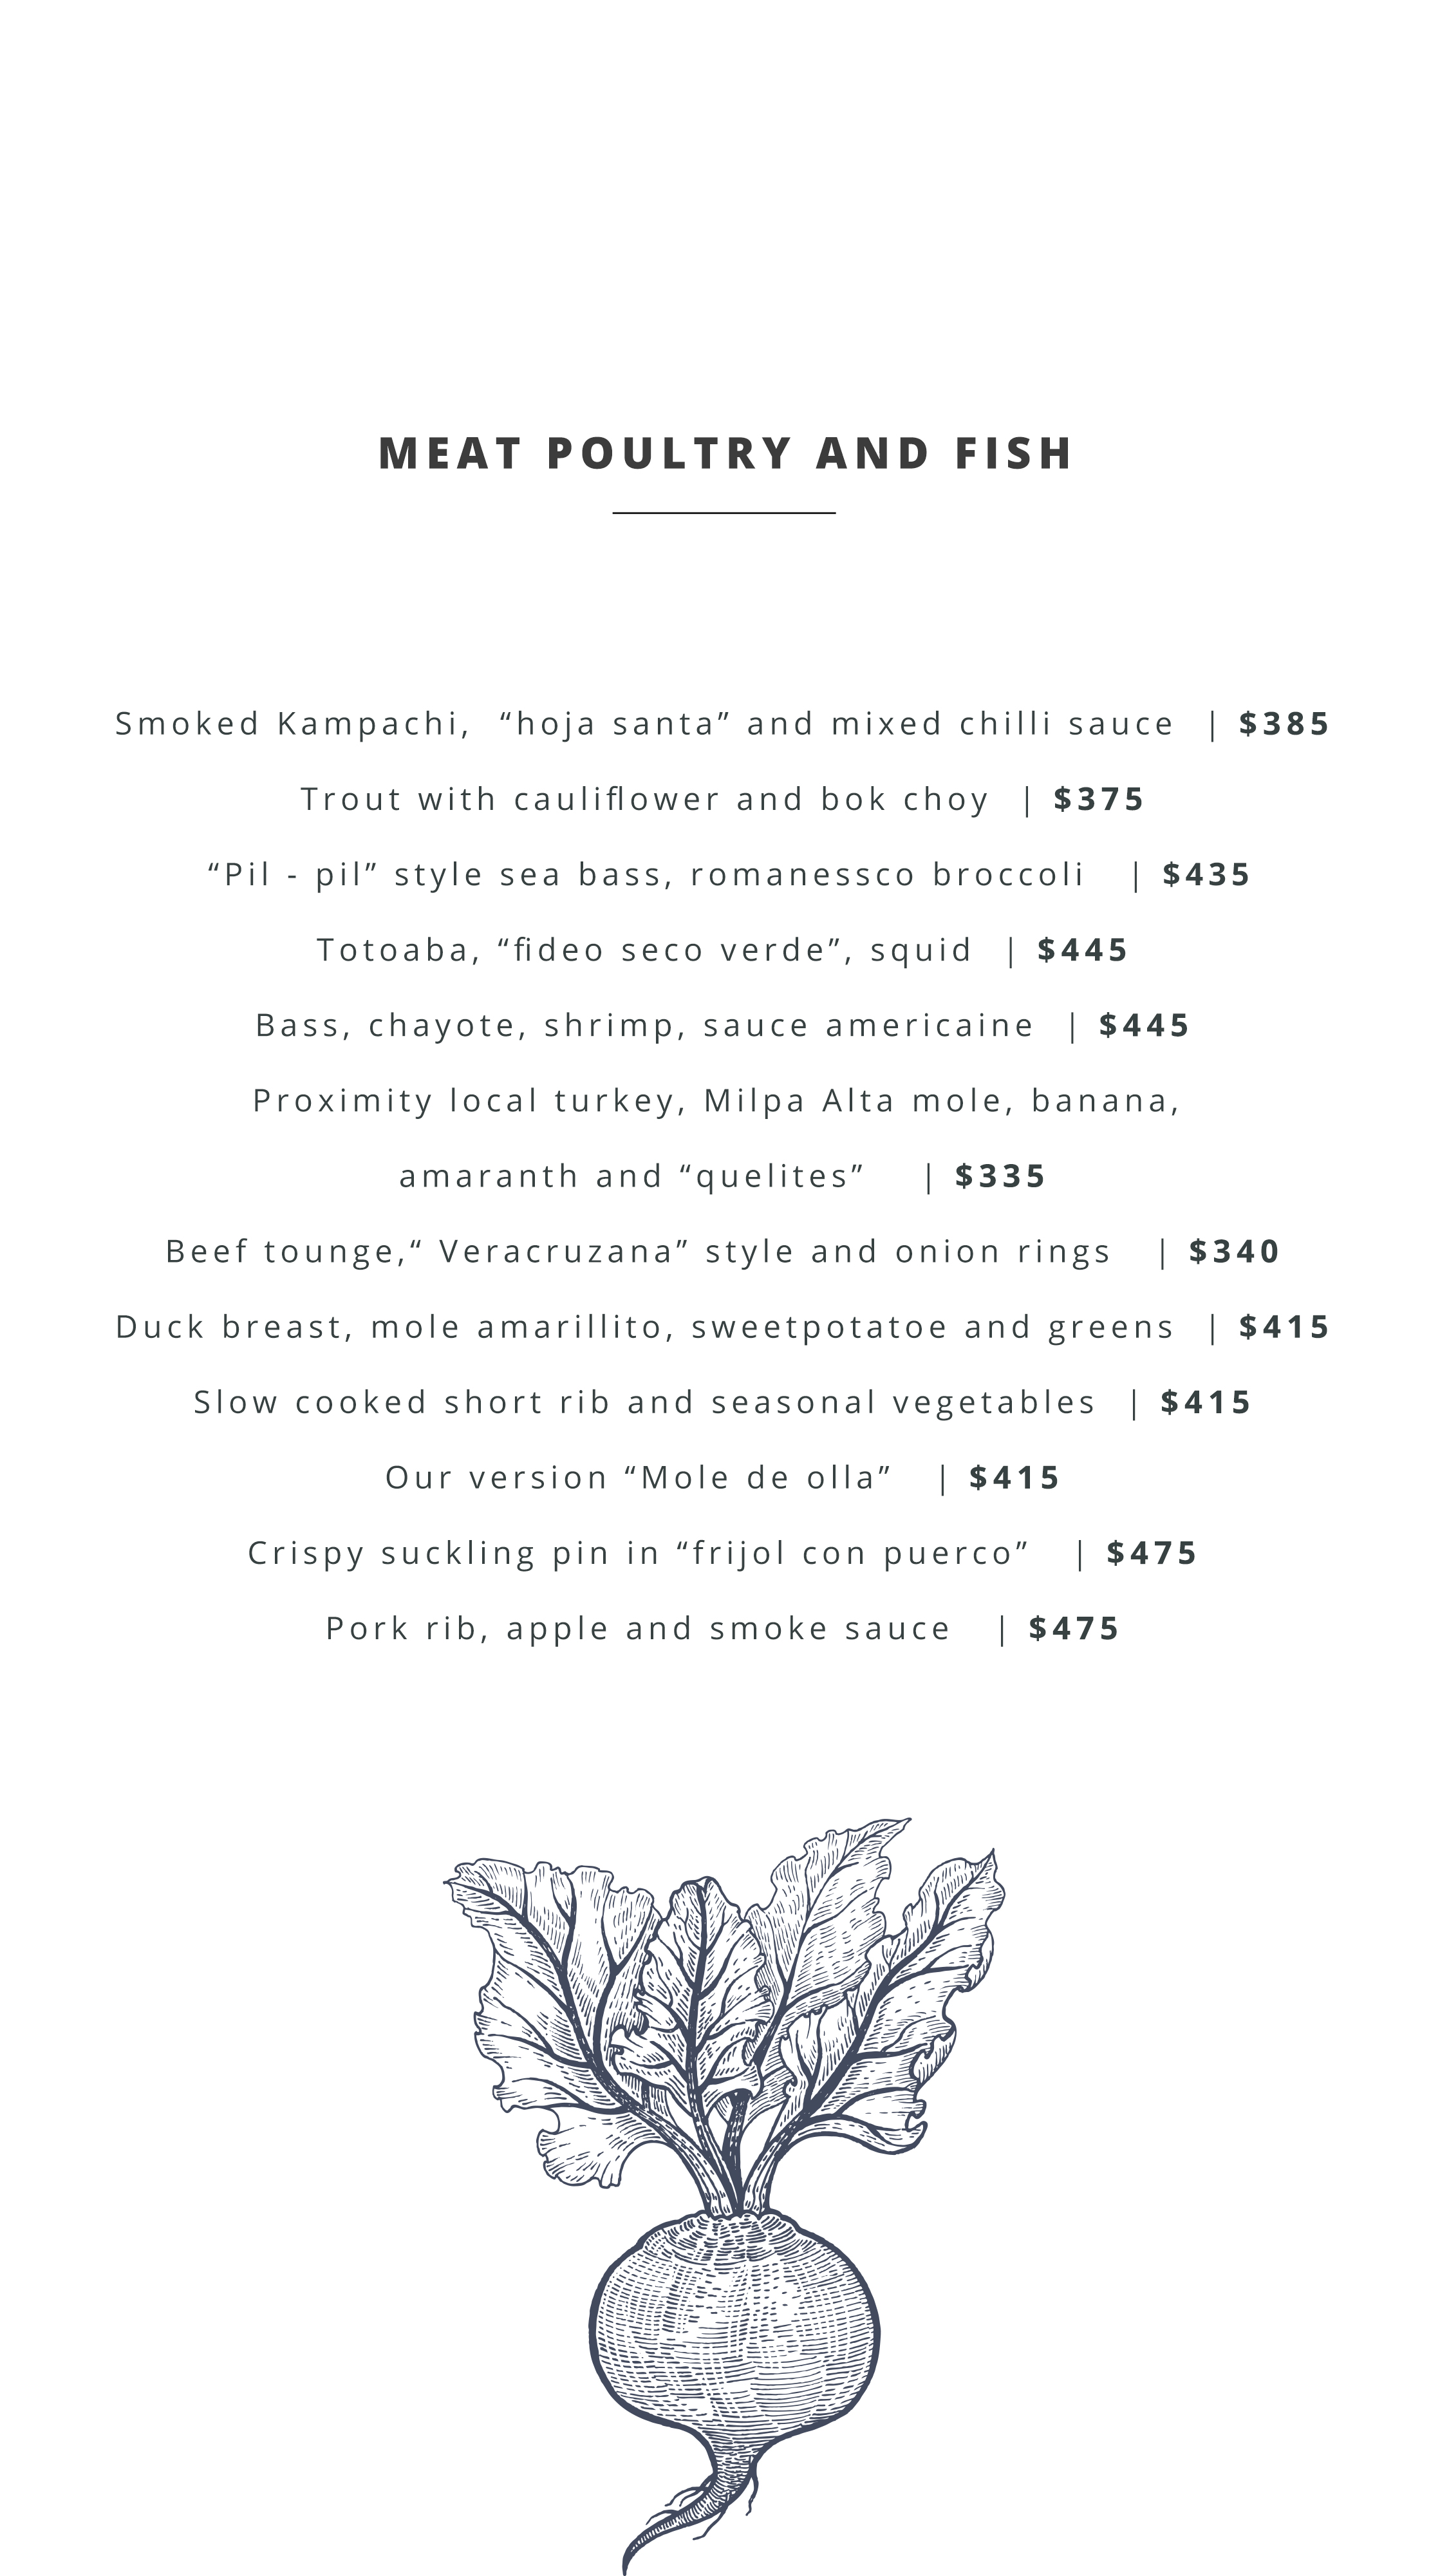 MEAT POULTRY AND FISH
Smoked Kampachi, “hoja santa” and mixed chilli sauce | $385
Trout with cauliflower and bok choy | $375
“Pil - pil” style sea bass, romanessco broccoli | $435
Totoaba, “fideo seco verde”, squid | $445
Bass, chayote, shrimp, sauce americaine | $445
Proximity local turkey, Milpa Alta mole, banana,
amaranth and “quelites” | $335
Beef tounge,“ Veracruzana” style and onion rings | $340
Duck breast, mole amarillito, sweetpotatoe and greens | $415
Slow cooked short rib and seasonal vegetables | $415
Our version “Mole de olla” | $415
Crispy suckling pin in “frijol con puerco” | $475
Pork rib, apple and smoke sauce | $475